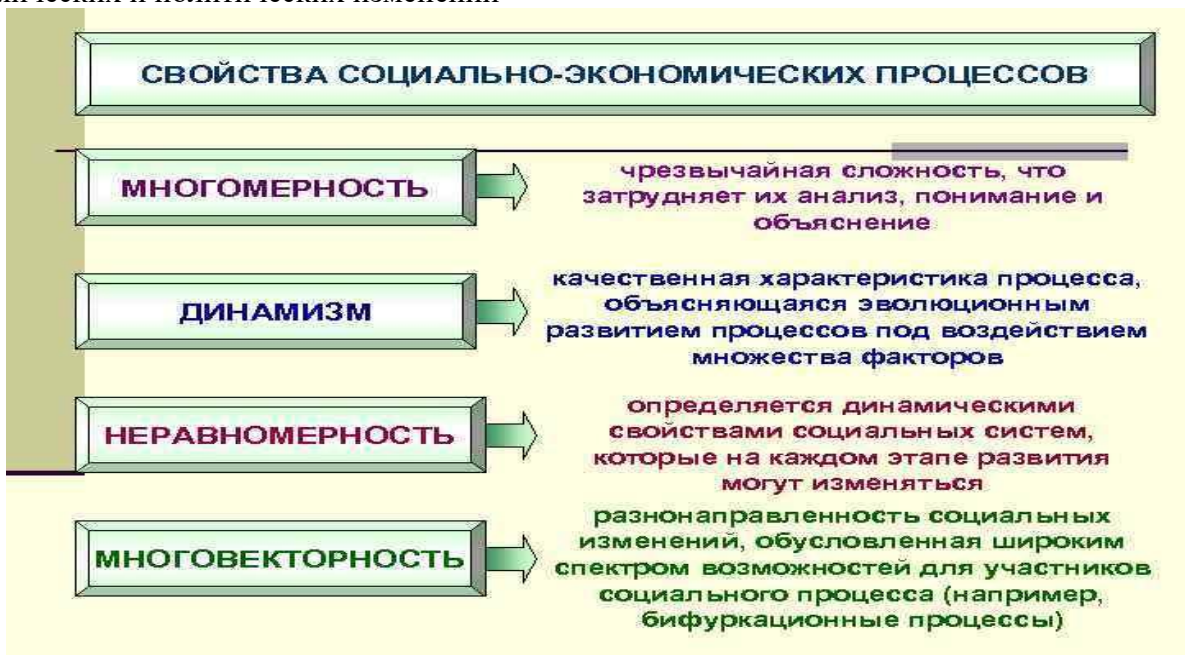 и политических изменений
СВОЙСТВА СОЦИАЛЬНО-ЭКОНОМИЧЕСКИХ ПРОЦЕССОВ
МНОГОМЕРНОСТЬ
чрезвычайная сложность, что
затрудняет их анализ, понимание и
объяснение
ДИНАМИЗМ
качественная характеристика процесса,
объясняющаяся эволюционным
развитием процессов под воздействием
множества факторов
НЕРАВНОМЕРНОСТЬ
определяется динамическими
свойствами социальных систем,
которые на каждом этапе развития
могут изменяться
МНОГОВЕКТОРНОСТЬ
разнонаправленность социальных
изменений, обусловленная широким
спектром возможностей для участников
социального процесса (например,
бифуркационные процессы)